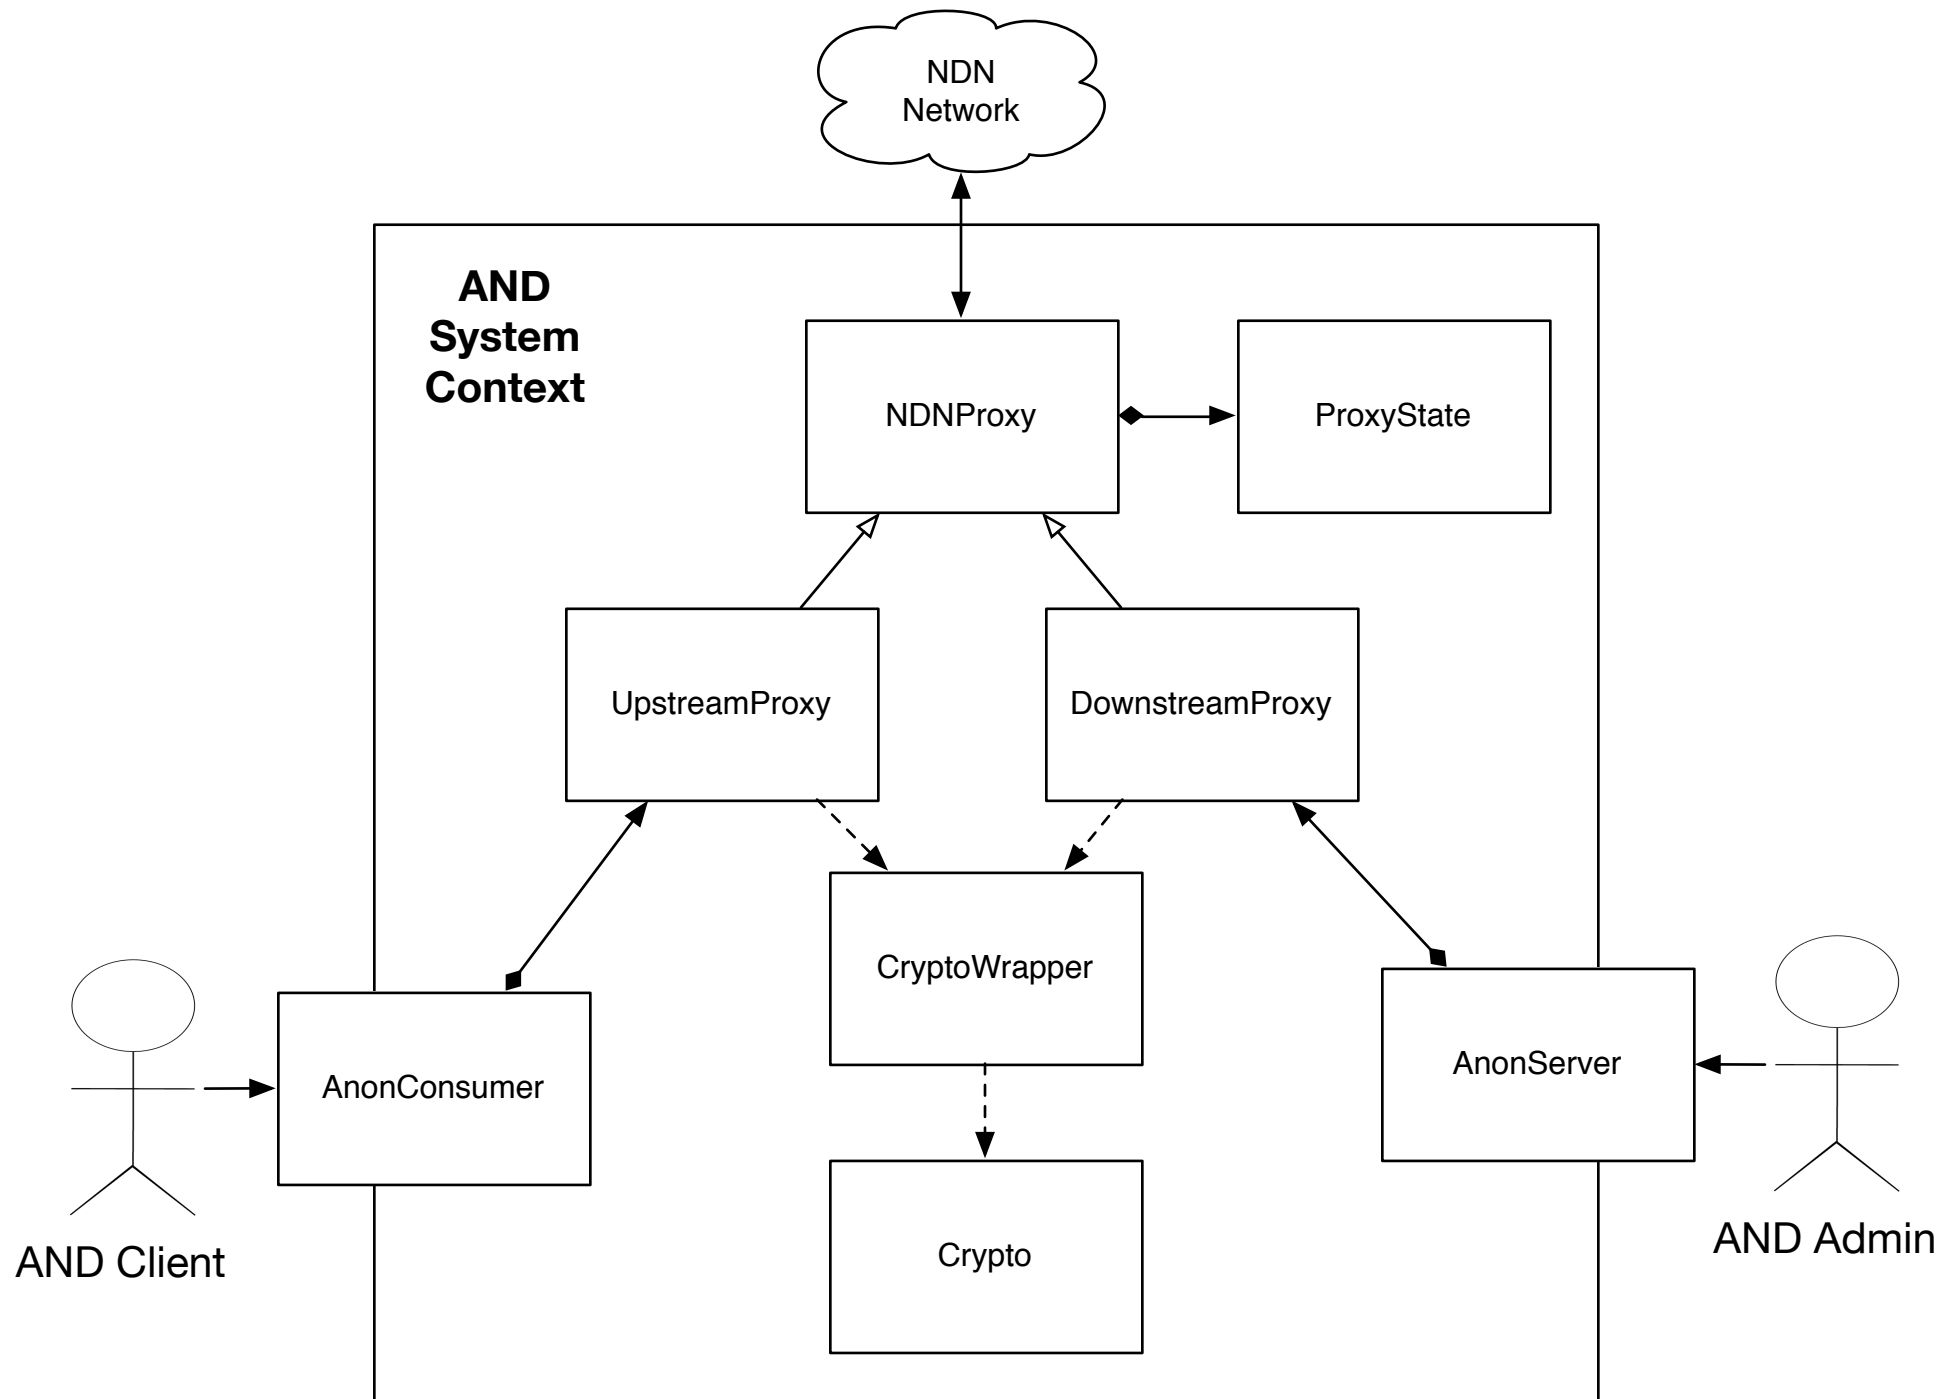 NDN
Network
AND
System
Context
NDNProxy
ProxyState
UpstreamProxy
DownstreamProxy
CryptoWrapper
AnonServer
AnonConsumer
AND Admin
AND Client
Crypto